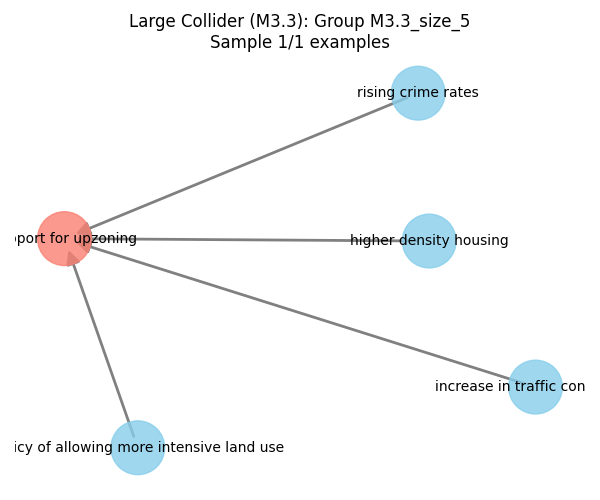 Large Collider (M3.3): Group M3.3_size_5
Sample 1/1 examples
rising crime rates
port for upzoning
higher density housing
increase in traffic con
icy of allowing more intensive land use